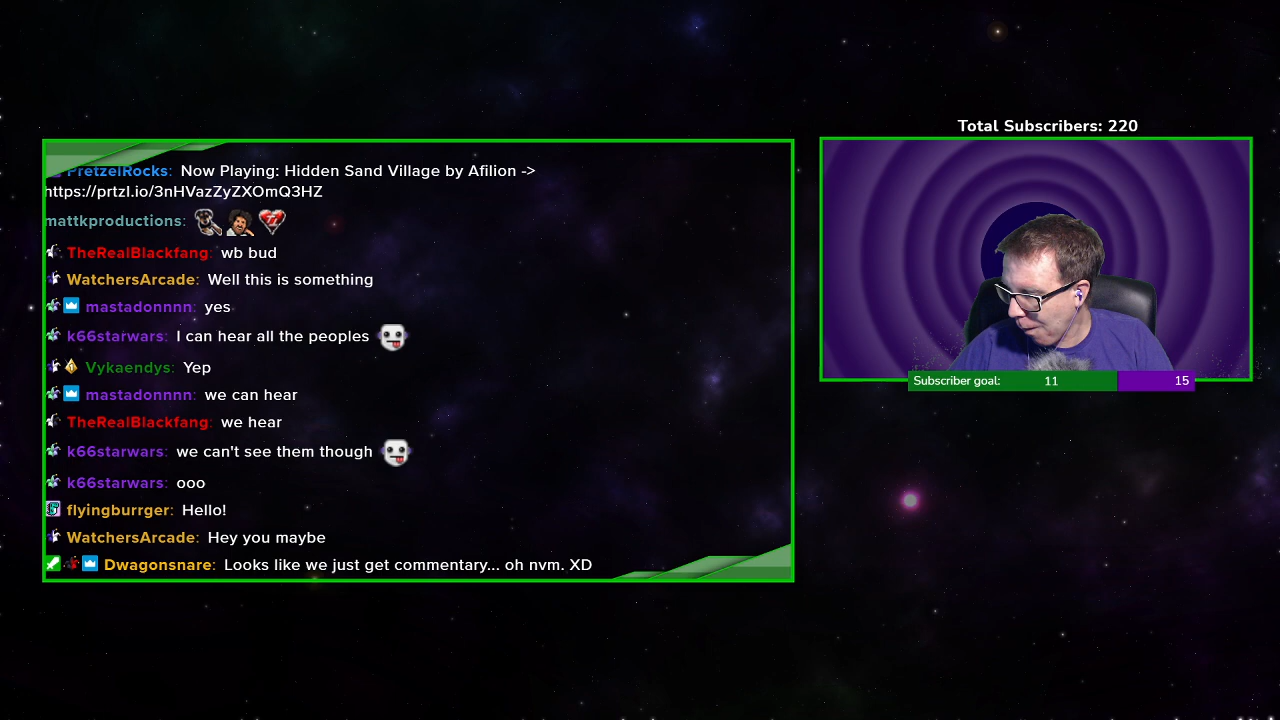 Total Subscribers: 220
PretzelRocks: Now Playing: Hidden Sand Village by Afilion ->
https://prtzl.io/3nHVazZyZXOmQ3HZ
mattkproductions:
TheRealBlackfang: wb bud
WatchersArcade: Well this is something
mastadonnnn: yes
k66starwars: I can hear all the peoples
Vykaendys: Yep
mastadonnnn: we can hear
TheRealBlackfang: we hear
k66starwars: we can't see them though
k66starwars: ooo
flyingburrger: Hello!
WatchersArcade: Hey you maybe
Dwagonsnare: Looks like we just get commentary... oh nvm. XD
Subscriber goal: 11 15